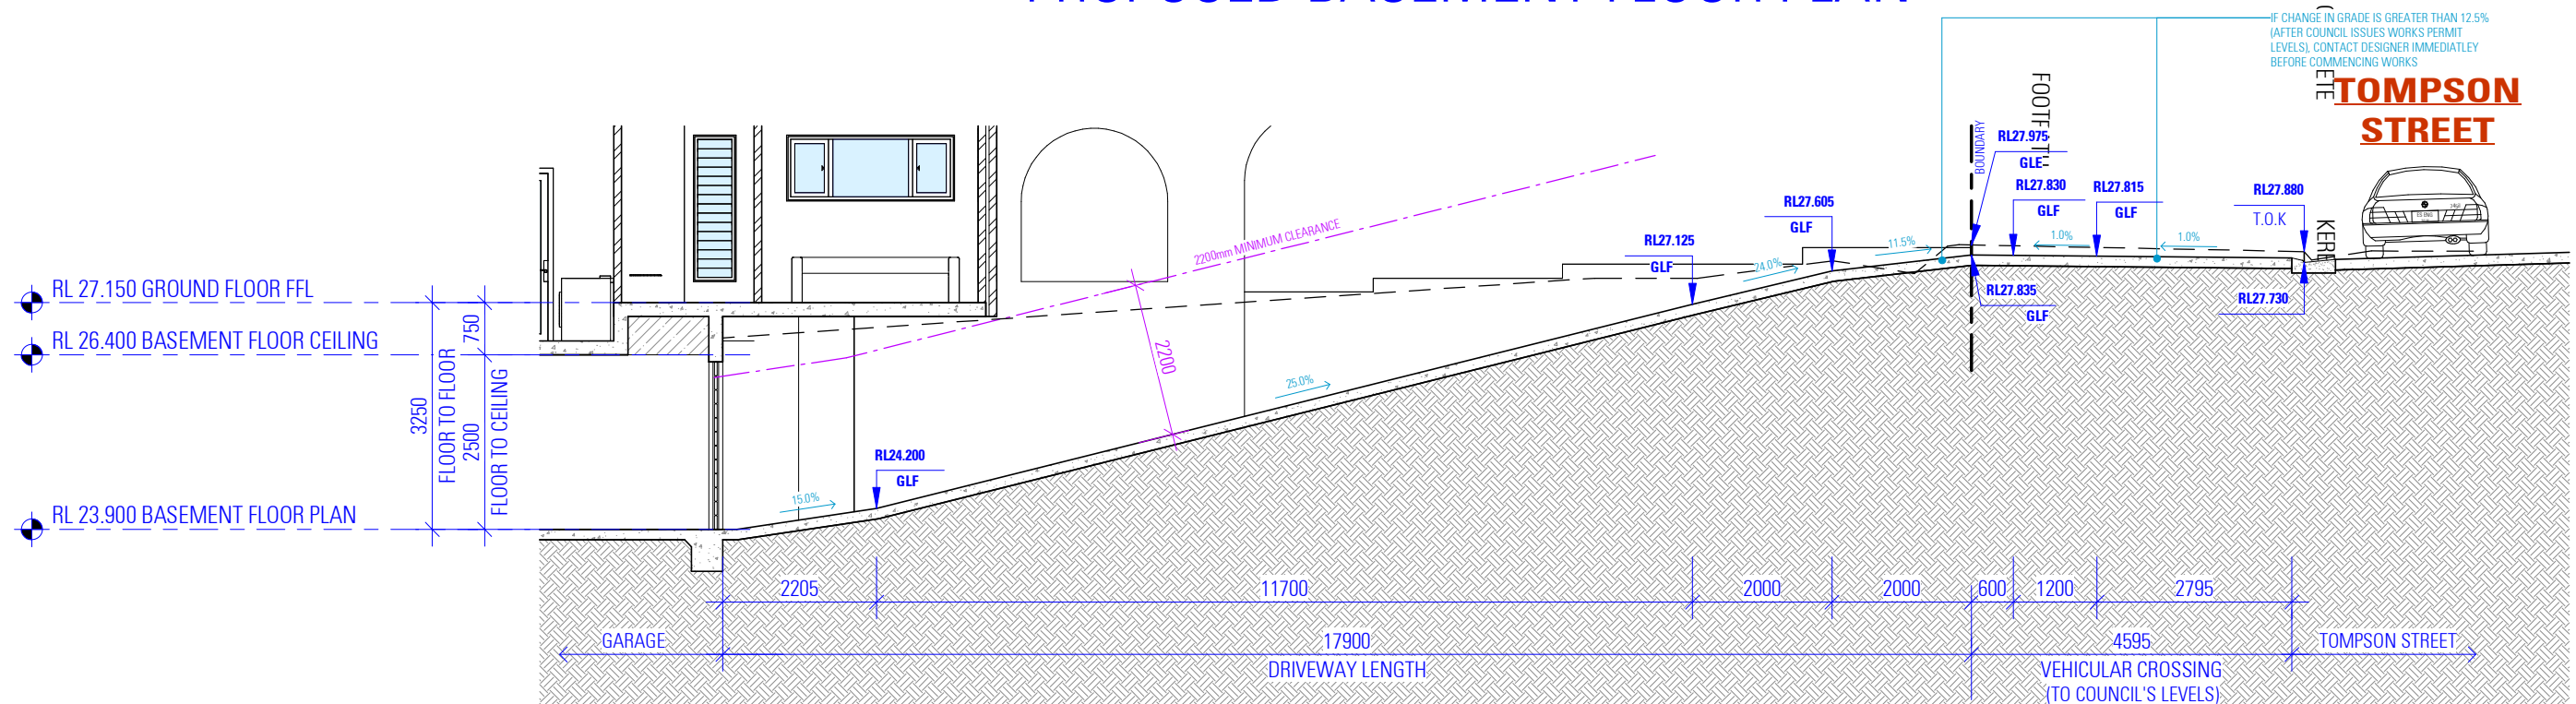 PROPOSED BASEMENT FLOOR PLAN
IF CHANGE IN GRADE IS GREATER THAN 12.5%
(AFTER COUNCIL ISSUES WORKS PERMIT
LEVELS), CONTACT DESIGNER IMMEDIATLEY
BEFORE COMMENCING WORKS
TOMPSON
STREET
BOUNDARY
RL27.975
GLE
RL27.830
GLF
RL27.815
GLF
RL27.880
T.O.K
RL27.605
GLF
RL27.125
GLF
RL27.835
GLF
RL27.730
11.5%
1.0%
1.0%
24.0%
2200mm MINIMUM CLEARANCE
2200
25.0%
15.0%
RL24.200
GLF
RL 27.150 GROUND FLOOR FFL
RL 26.400 BASEMENT FLOOR CEILING
RL 23.900 BASEMENT FLOOR PLAN
3250
FLOOR TO FLOOR
750
2500
FLOOR TO CEILING
2205
11700
2000
2000
600
1200
2795
GARAGE
17900
DRIVEWAY LENGTH
4595
VEHICULAR CROSSING
(TO COUNCIL'S LEVELS)
TOMPSON STREET